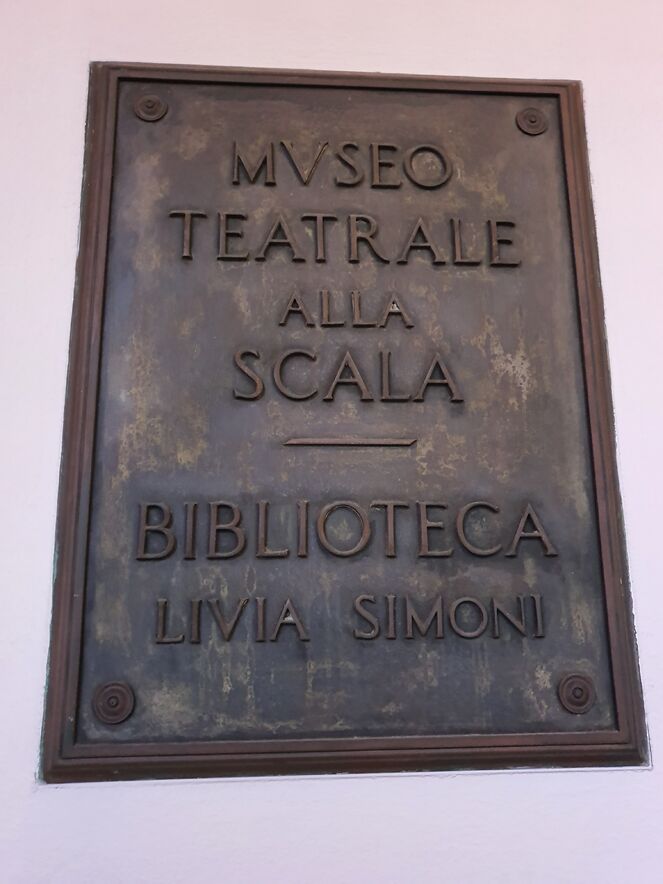 MVSEO
TEATRALE
ALLA
SCALA
BIBLIOTECA
LIVIA SIMONI